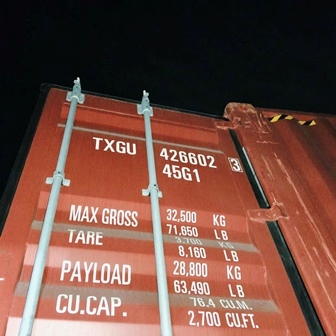 TXGU 426602 3
45G1
MAX GROSS 32,500 KG
71,650 LB
TARE 3,700 KG
8,160 LB
PAYLOAD 28,800 KG
63,490 LB
CU.CAP. 76.4 CU.M.
2,700 CU.FT.